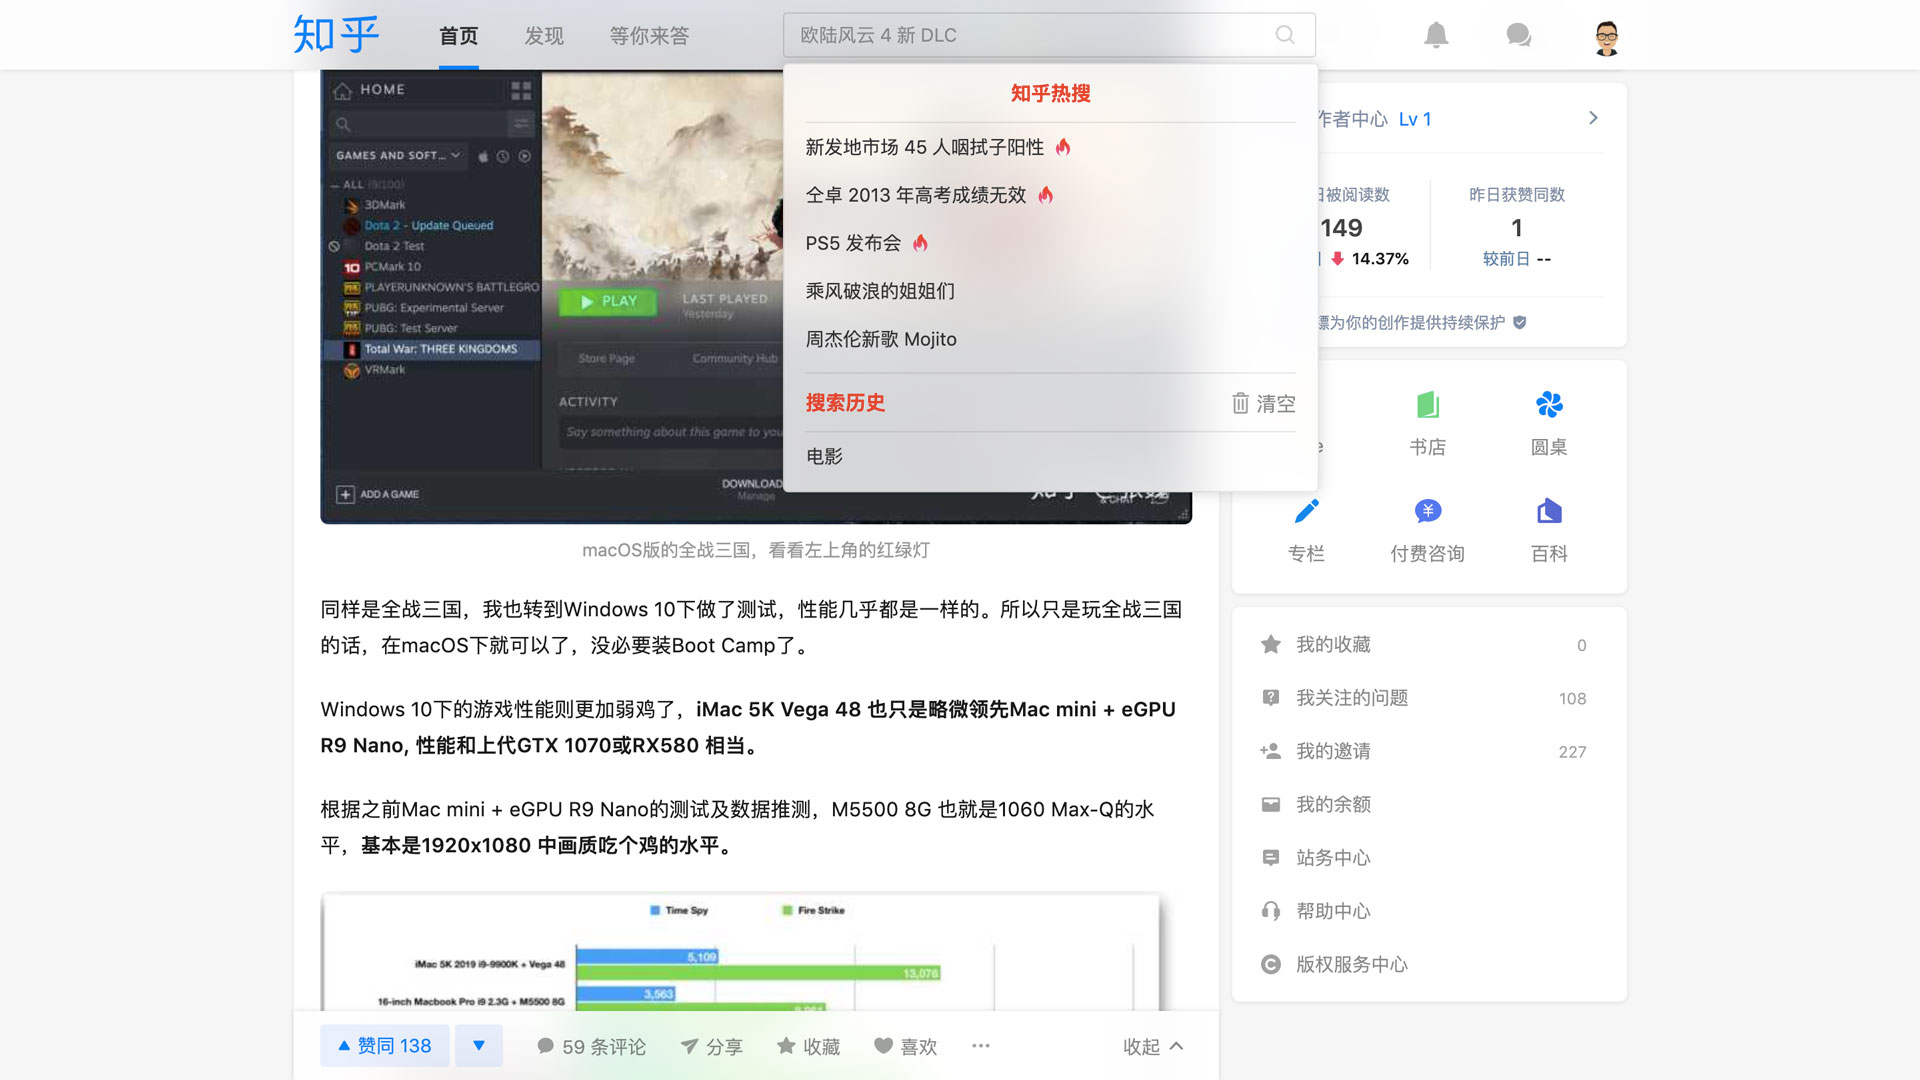 知乎
首页
发现
等你来答
欧陆风云 4 新 DLC
知乎热搜
新发地市场 45 人咽拭子阳性
仝卓 2013 年高考成绩无效
PS5 发布会
乘风破浪的姐姐们
周杰伦新歌 Mojito
搜索历史
清空
电影
HOME
GAMES AND SOFT...
ALL (9/100)
3DMark
Dota 2 - Update Queued
Dota 2 Test
PCMark 10
PLAYERUNKNOWN'S BATTLEGRO
PUBG: Experimental Server
PUBG: Test Server
Total War: THREE KINGDOMS
VRMark
PLAY
LAST PLAYED
Yesterday
Store Page
Community Hub
ACTIVITY
Say something about this game to you
ADD A GAME
DOWNLOAD
Manage
& CHAT
macOS版的全战三国，看看左上角的红绿灯
同样是全战三国，我也转到Windows 10下做了测试，性能几乎都是一样的。所以只是玩全战三国
的话，在macOS下就可以了，没必要装Boot Camp了。
Windows 10下的游戏性能则更加弱鸡了，iMac 5K Vega 48 也只是略微领先Mac mini + eGPU
R9 Nano, 性能和上代GTX 1070或RX580 相当。
根据之前Mac mini + eGPU R9 Nano的测试及数据推测，M5500 8G 也就是1060 Max-Q的水
平，基本是1920x1080 中画质吃个鸡的水平。
Time Spy
Fire Strike
iMac 5K 2019 i9-9900K + Vega 48
5,109
13,076
16-inch Macbook Pro i9 2.3G + M5500 8G
3,563
赞同 138
59 条评论
分享
收藏
喜欢
收起
作者中心 Lv 1
日被阅读数
149
14.37%
昨日获赞同数
1
较前日 --
为你的创作提供持续保护
书店
圆桌
专栏
付费咨询
百科
我的收藏
0
我关注的问题
108
我的邀请
227
我的余额
站务中心
帮助中心
版权服务中心